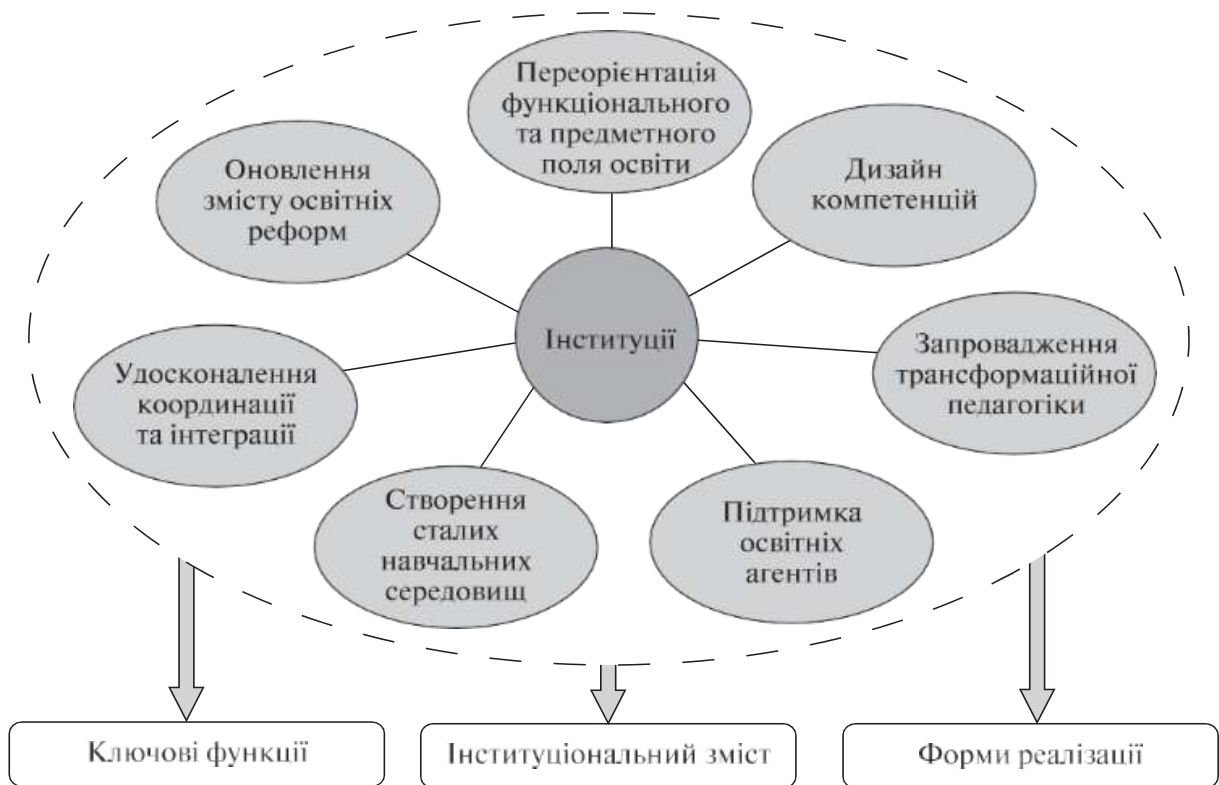 Переорієнтація
функціонального
та предметного
поля освіти
Оновлення
змісту освітніх
реформ
Дизайн
компетенцій
Інституції
Запровадження
трансформаційної
педагогіки
Удосконалення
координації
та інтеграції
Створення
сталих
навчальних
середовищ
Підтримка
освітніх
агентів
Ключові функції
Інституціональний зміст
Форми реалізації